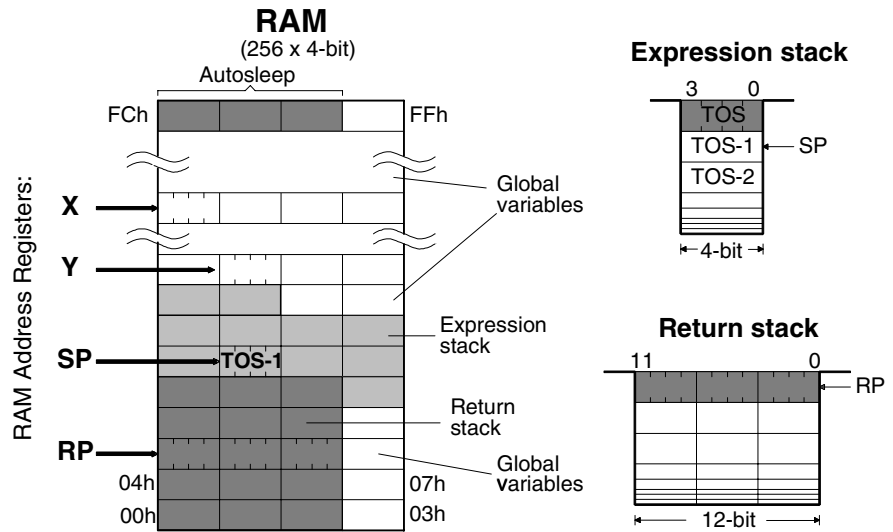 RAM
(256 x 4-bit)
Autosleep
FCh
FFh
RAM Address Registers:
X
Y
SP
RP
TOS-1
04h
00h
07h
03h
Global
variables
Expression
stack
Return
stack
Global
variables
Expression stack
3 0
TOS
TOS-1
SP
TOS-2
4-bit
Return stack
11 0
RP
12-bit